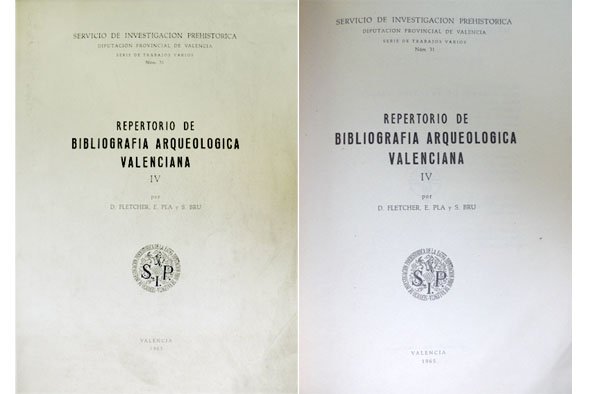 SERVICIO DE INVESTIGACION PREHISTORICA
DIPUTACION PROVINCIAL DE VALENCIA
SERIE DE TRABAJOS VARIOS
Núm. 31
REPERTORIO DE
BIBLIOGRAFIA ARQUEOLOGICA
VALENCIANA
IV
por
D. FLETCHER, E. PLA y S. BRU
S.I.P.
VALENCIA
1965
SERVICIO DE INVESTIGACION PREHISTORICA
DIPUTACION PROVINCIAL DE VALENCIA
SERIE DE TRABAJOS VARIOS
Núm. 31
REPERTORIO DE
BIBLIOGRAFIA ARQUEOLOGICA
VALENCIANA
IV
por
D. FLETCHER, E. PLA y S. BRU
S.I.P.
VALENCIA
1965